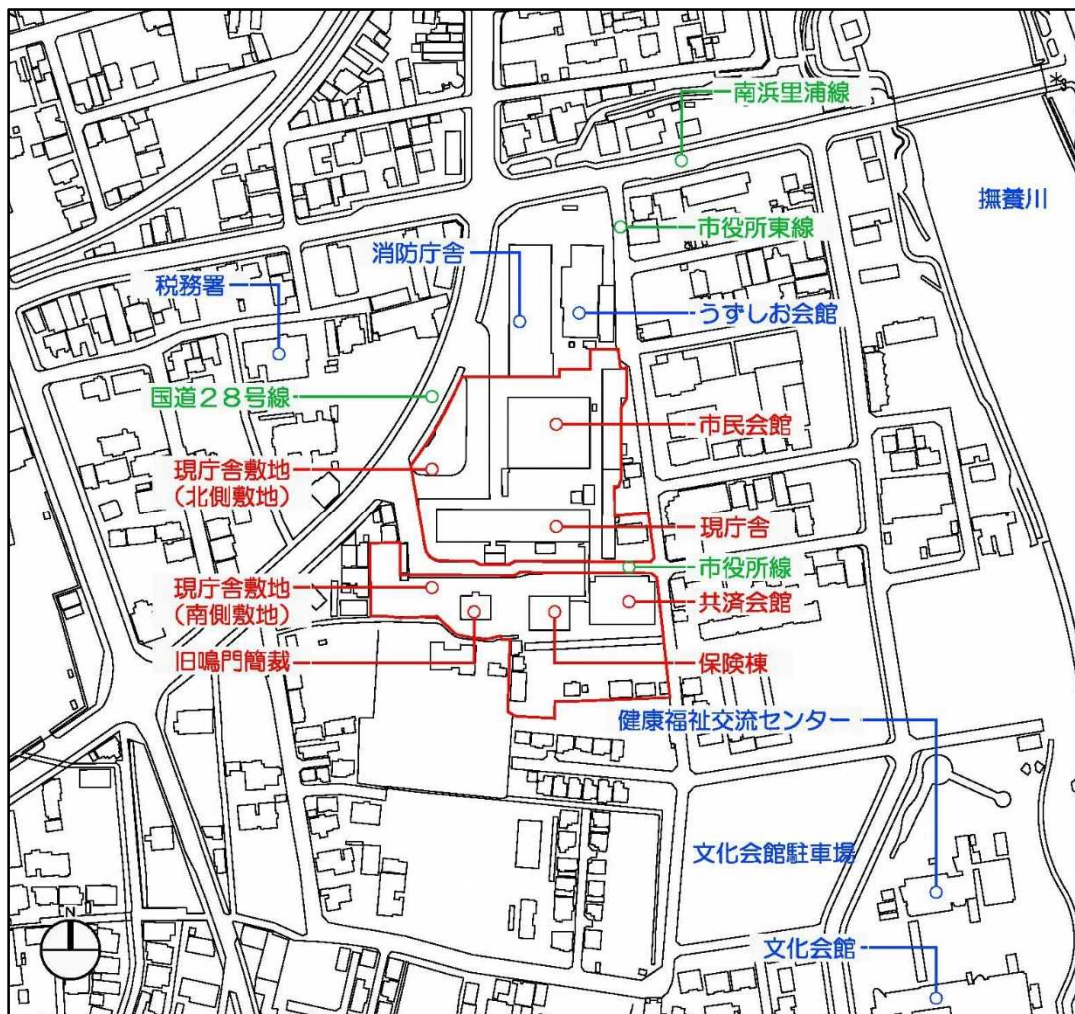 南浜里浦線
撫養川
市役所東線
消防庁舎
税務署
うずしお会館
国道28号線
市民会館
現庁舎敷地
(北側敷地)
現庁舎
市役所線
現庁舎敷地
(南側敷地)
共済会館
旧鳴門簡裁
保険棟
健康福祉交流センター
文化会館駐車場
文化会館
N